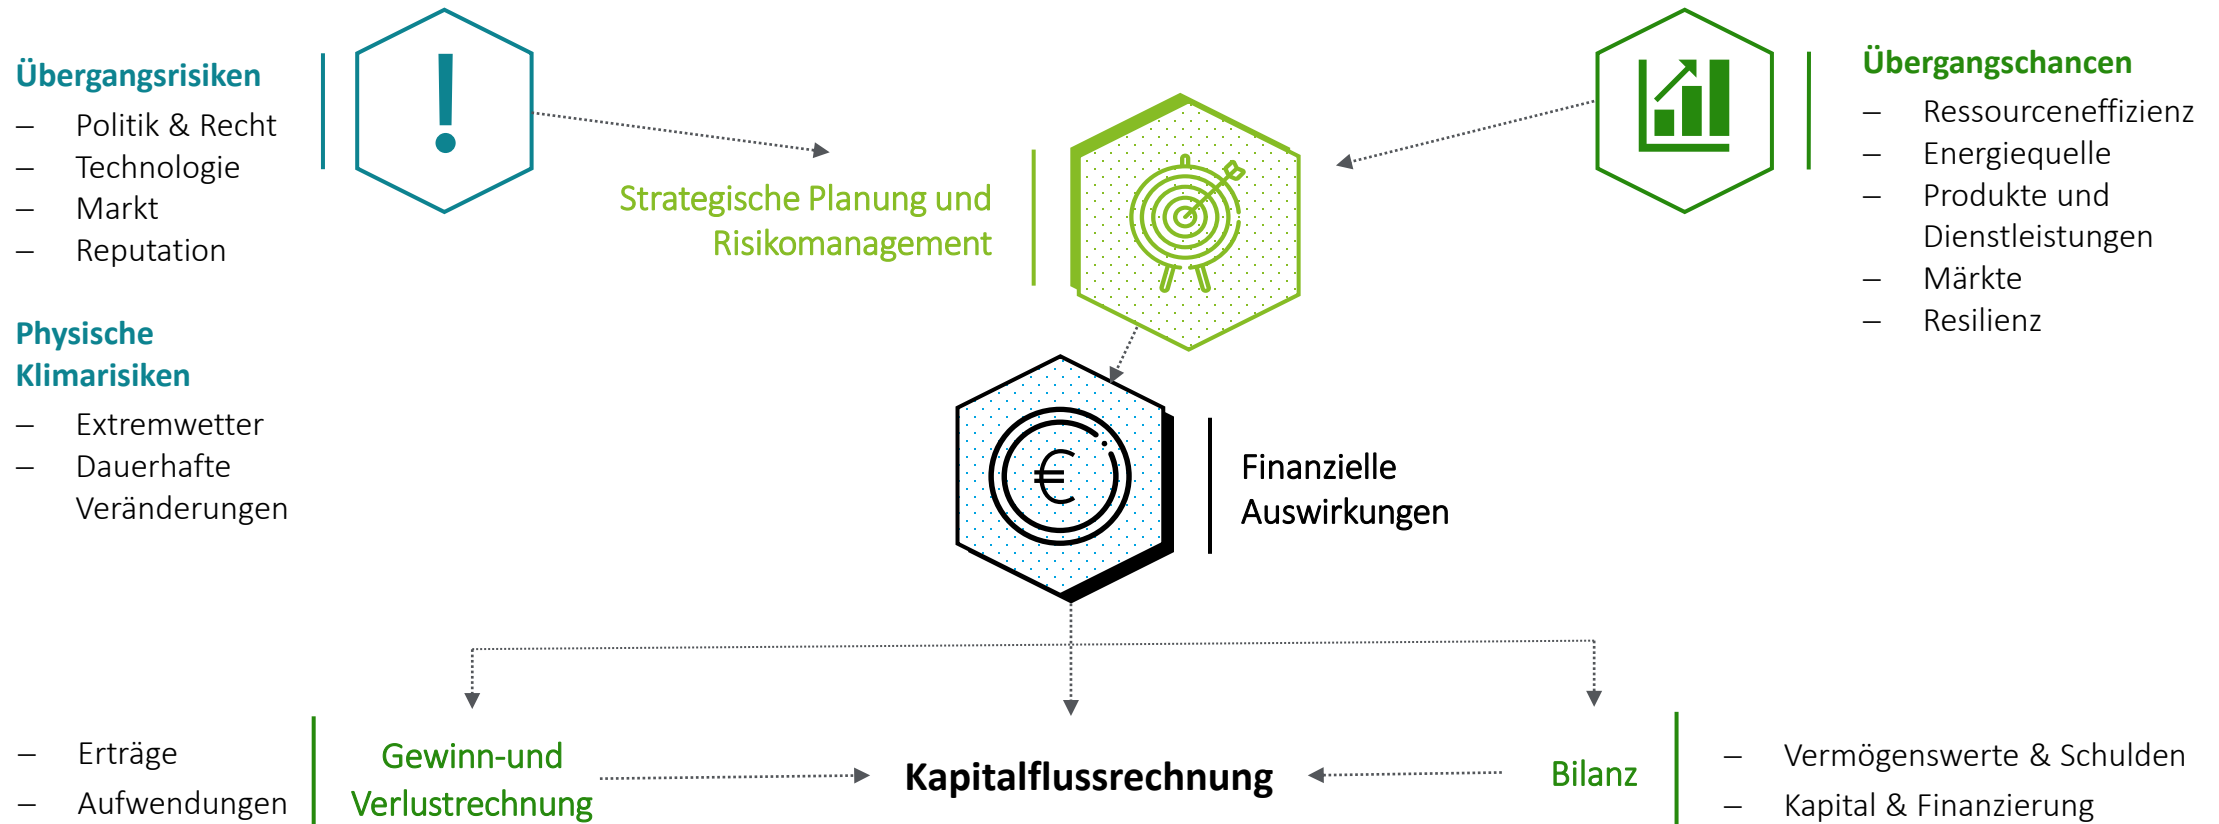 Übergangsrisiken
– Politik & Recht
– Technologie
– Markt
– Reputation
Physische
Klimarisiken
– Extremwetter
– Dauerhafte
Veränderungen
Strategische Planung und
Risikomanagement
Übergangschancen
– Ressourceneffizienz
– Energiequelle
– Produkte und
Dienstleistungen
– Märkte
– Resilienz
€
Finanzielle
Auswirkungen
– Erträge
– Aufwendungen
Gewinn-und
Verlustrechnung
Kapitalflussrechnung
Bilanz
– Vermögenswerte & Schulden
– Kapital & Finanzierung